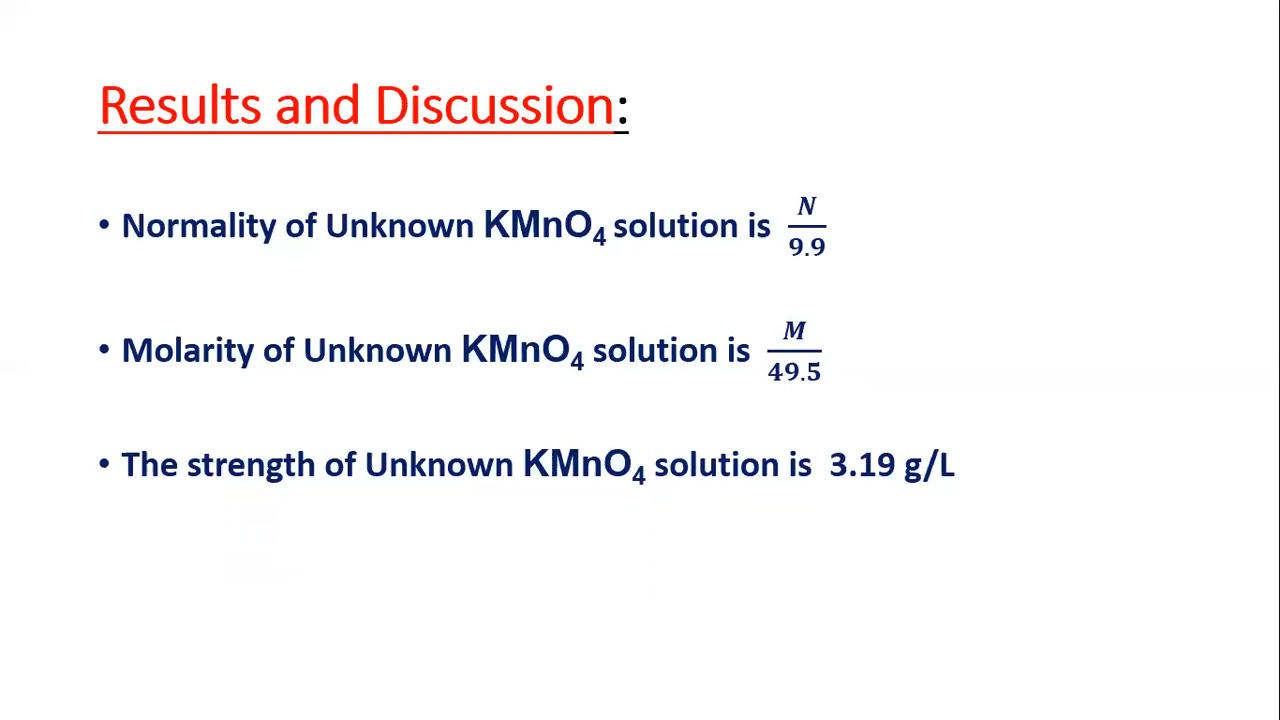 Results and Discussion:
• Normality of Unknown KMnO₄ solution is N/9.9
• Molarity of Unknown KMnO₄ solution is M/49.5
• The strength of Unknown KMnO₄ solution is 3.19 g/L